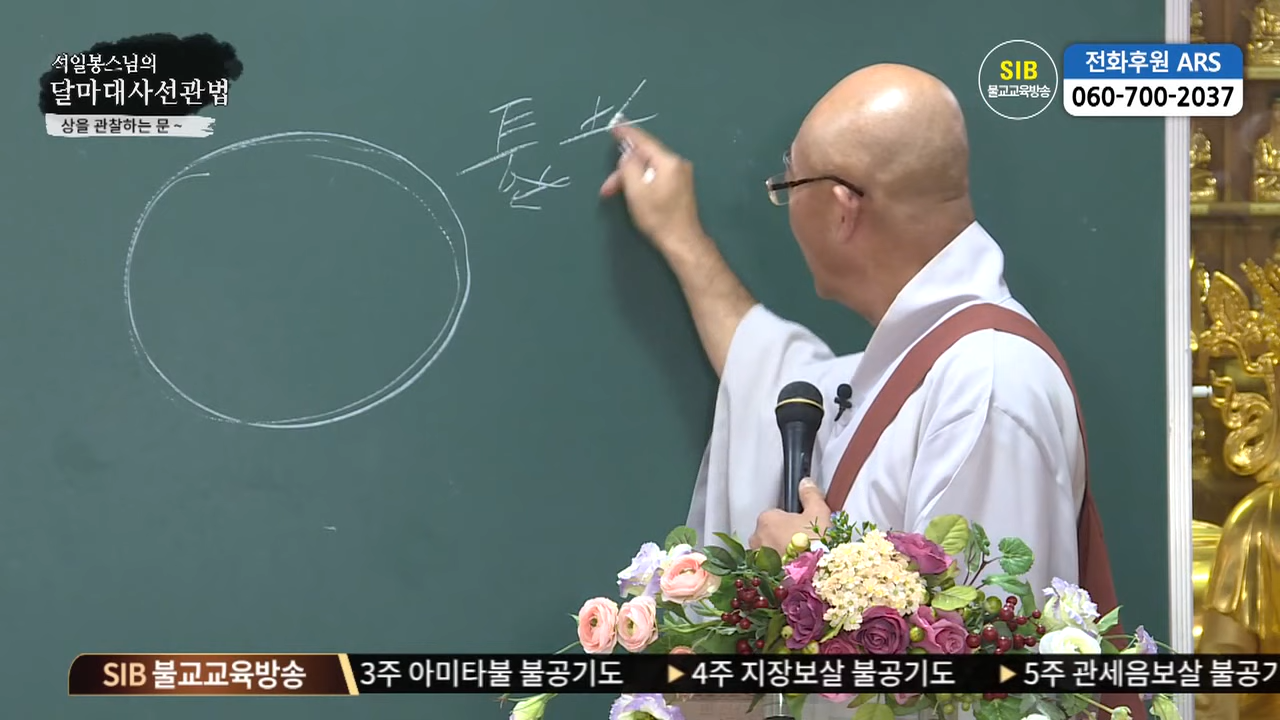 석일봉스님의
달마대사선관법
상을 관찰하는 문 ~
SIB
불교교육방송
전화후원 ARS
060-700-2037
長
SIB 불교교육방송
3주 아미타불 불공기도 ▶ 4주 지장보살 불공기도 ▶ 5주 관세음보살 불공기